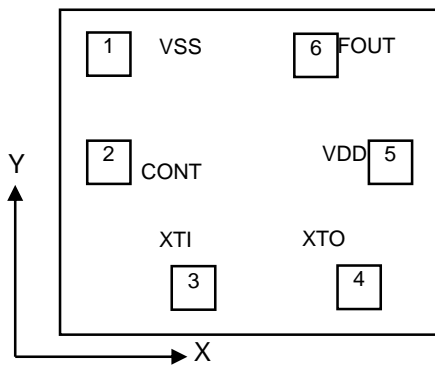 1 VSS 6 FOUT
2 CONT VDD 5
Y
XTI XTO
3 4
X